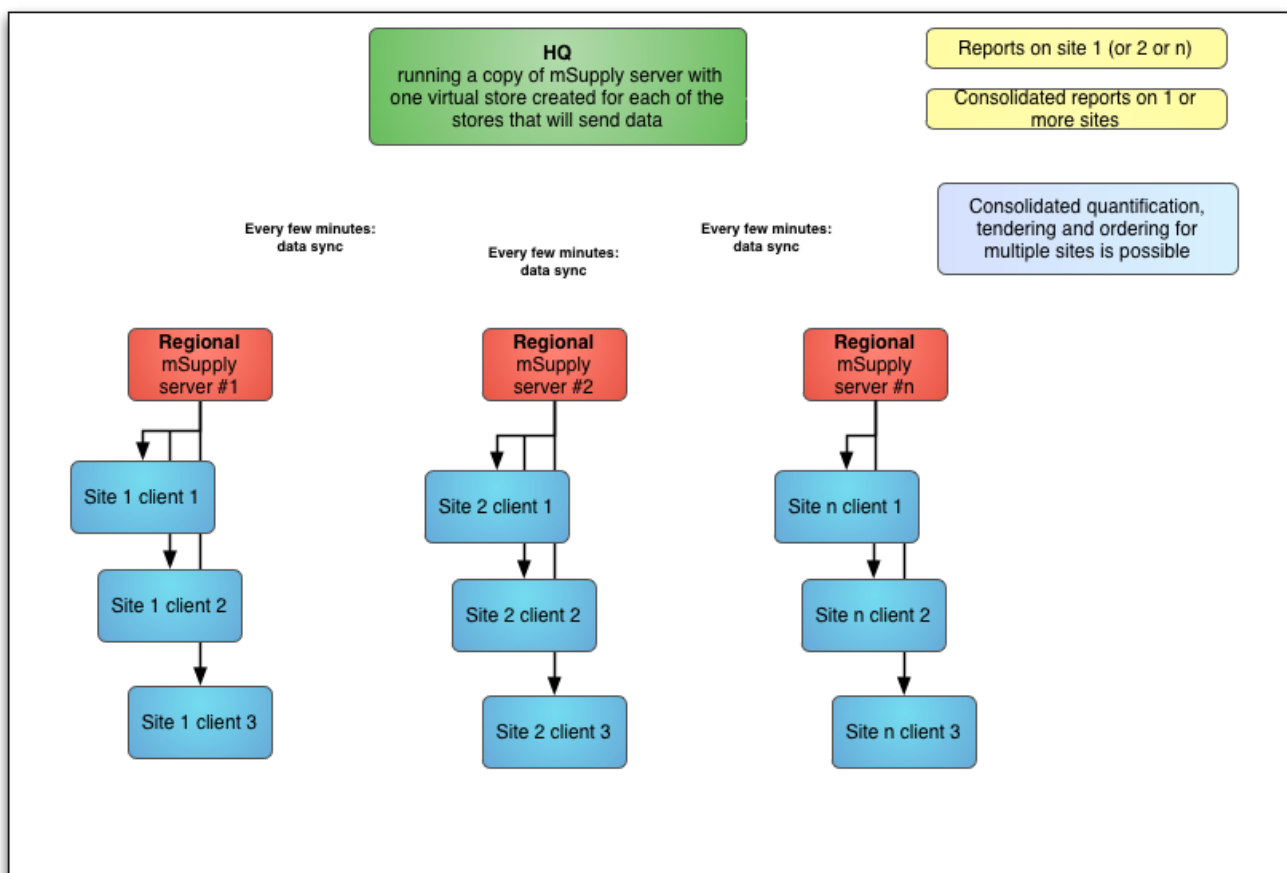 HQ
running a copy of mSupply server with
one virtual store created for each of the
stores that will send data
Reports on site 1 (or 2 or n)
Consolidated reports on 1 or
more sites
Consolidated quantification,
tendering and ordering for
multiple sites is possible
Every few minutes:
data sync
Every few minutes:
data sync
Every few minutes:
data sync
Regional
mSupply
server #1
Regional
mSupply
server #2
Regional
mSupply
server #n
Site 1 client 1
Site 2 client 1
Site n client 1
Site 1 client 2
Site 2 client 2
Site n client 2
Site 1 client 3
Site 2 client 3
Site n client 3